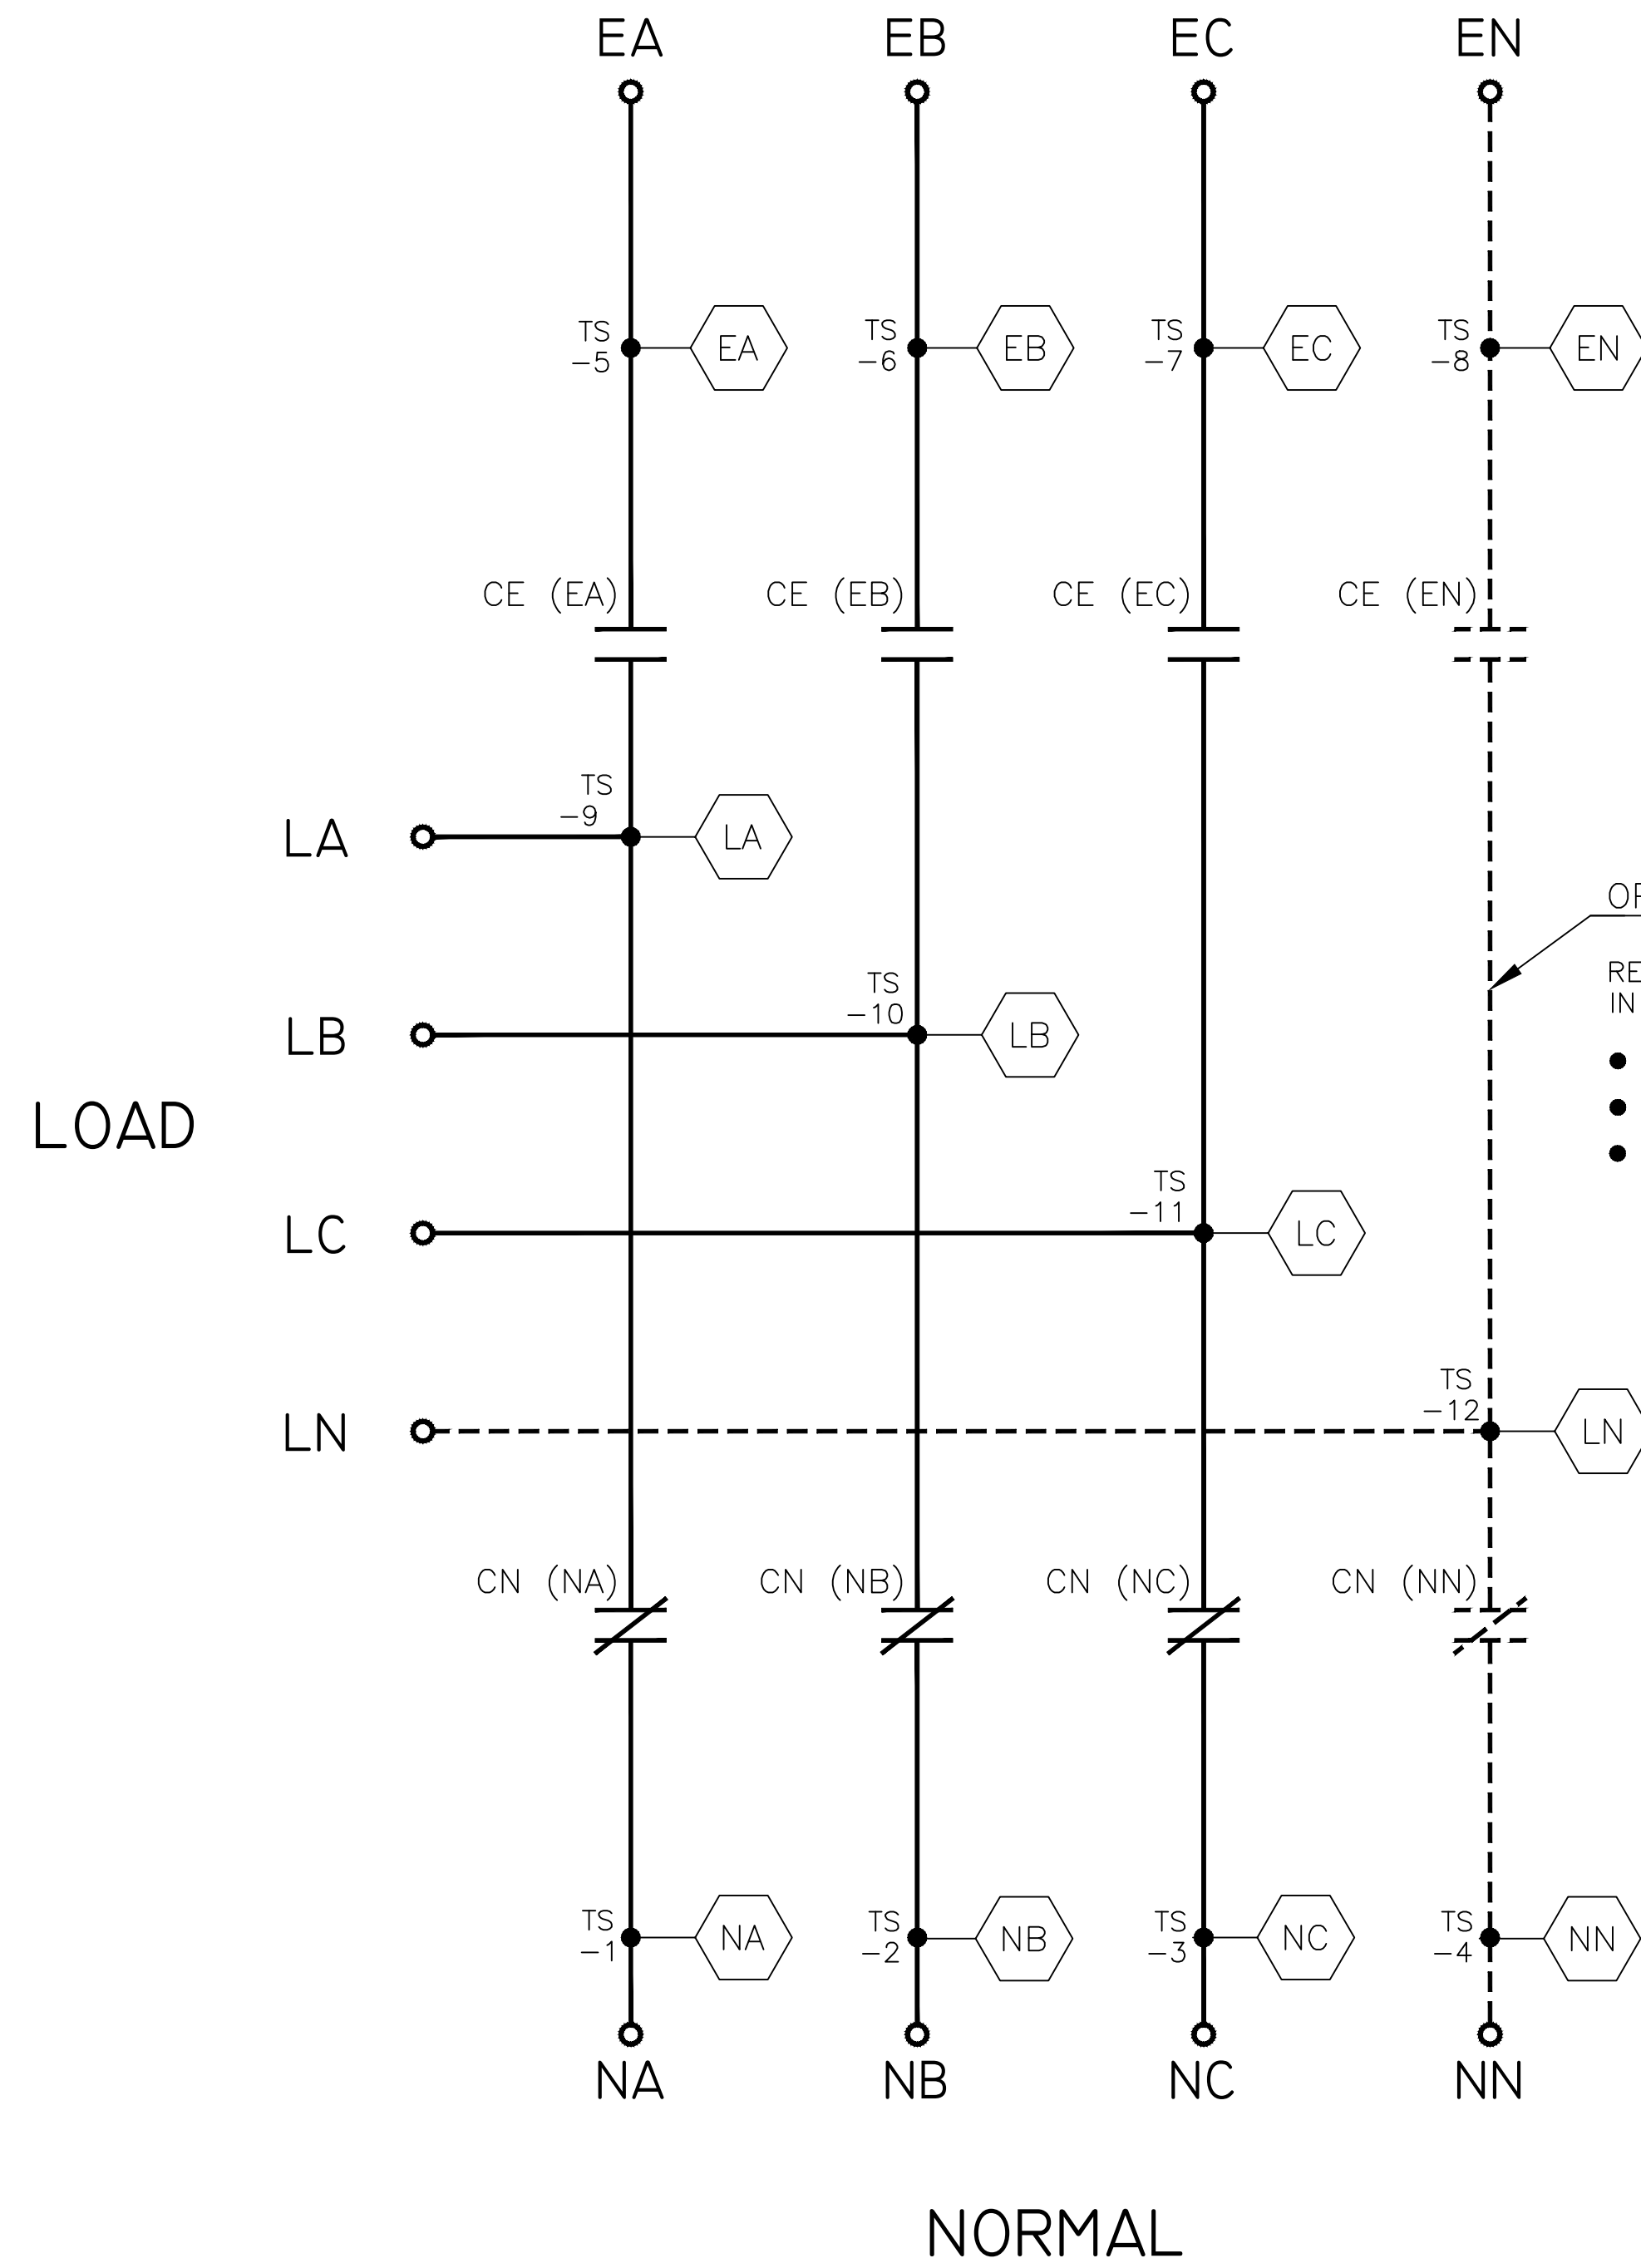 EA EB EC EN
TS TS TS TS
-5 EA -6 EB -7 EC -8 EN
CE (EA) CE (EB) CE (EC) CE (EN)
TS
-9
LA LA
RE
IN
TS
-10
LB LB
LOAD
TS
-11
LC LC
TS
-12
LN LN
CN (NA) CN (NB) CN (NC) CN (NN)
TS TS TS TS
-1 NA -2 NB -3 NC -4 NN
NA NB NC NN
NORMAL